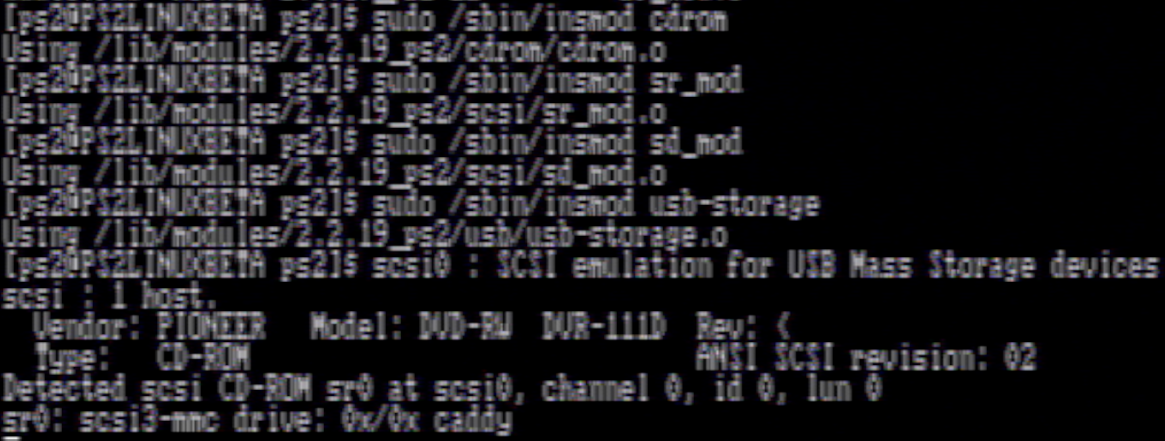 [ps2@PS2LINUXBETA ps2]$ sudo /sbin/insmod cdrom
Using /lib/modules/2.2.19_ps2/cdrom/cdrom.o
[ps2@PS2LINUXBETA ps2]$ sudo /sbin/insmod sr_mod
Using /lib/modules/2.2.19_ps2/scsi/sr_mod.o
[ps2@PS2LINUXBETA ps2]$ sudo /sbin/insmod sd_mod
Using /lib/modules/2.2.19_ps2/scsi/sd_mod.o
[ps2@PS2LINUXBETA ps2]$ sudo /sbin/insmod usb-storage
Using /lib/modules/2.2.19_ps2/usb/usb-storage.o
[ps2@PS2LINUXBETA ps2]$ scsi0 : SCSI emulation for USB Mass Storage devices
scsi : 1 host.
  Vendor: PIONEER   Model: DVD-RW  DVR-111D  Rev: (
  Type:   CD-ROM                             ANSI SCSI revision: 02
Detected scsi CD-ROM sr0 at scsi0, channel 0, id 0, lun 0
sr0: scsi3-mmc drive: 0x/0x caddy